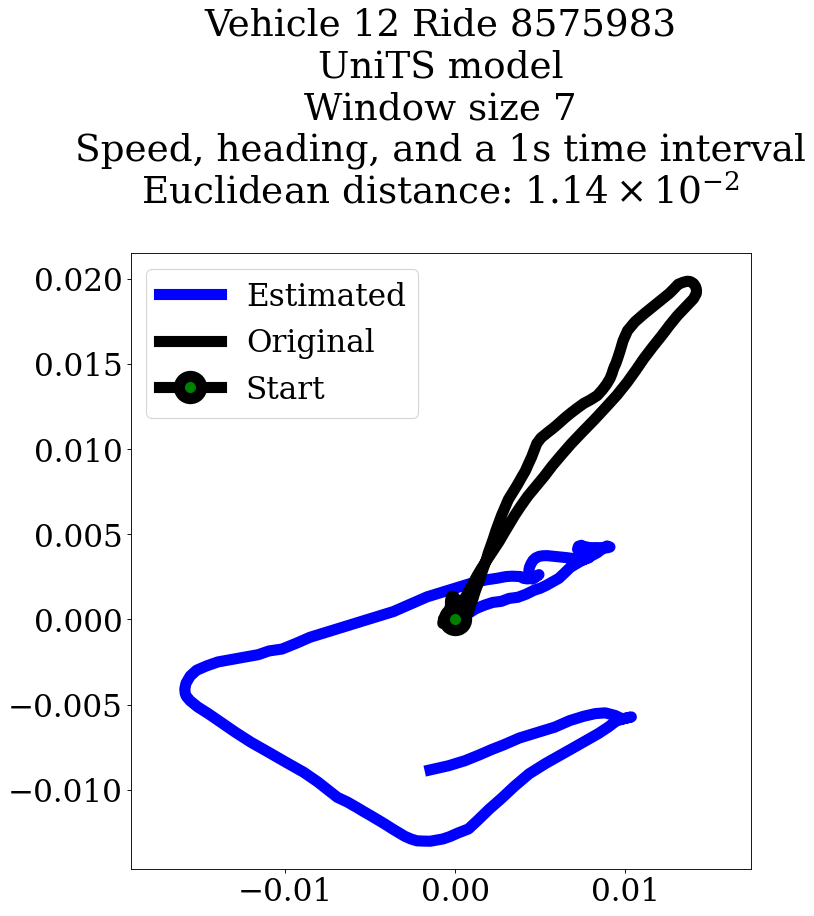 Vehicle 12 Ride 8575983
UniTS model
Window size 7
Speed, heading, and a 1s time interval
Euclidean distance: 1.14 × 10⁻²
Estimated
Original
Start
0.020
0.015
0.010
0.005
0.000
−0.005
−0.010
−0.01
0.00
0.01